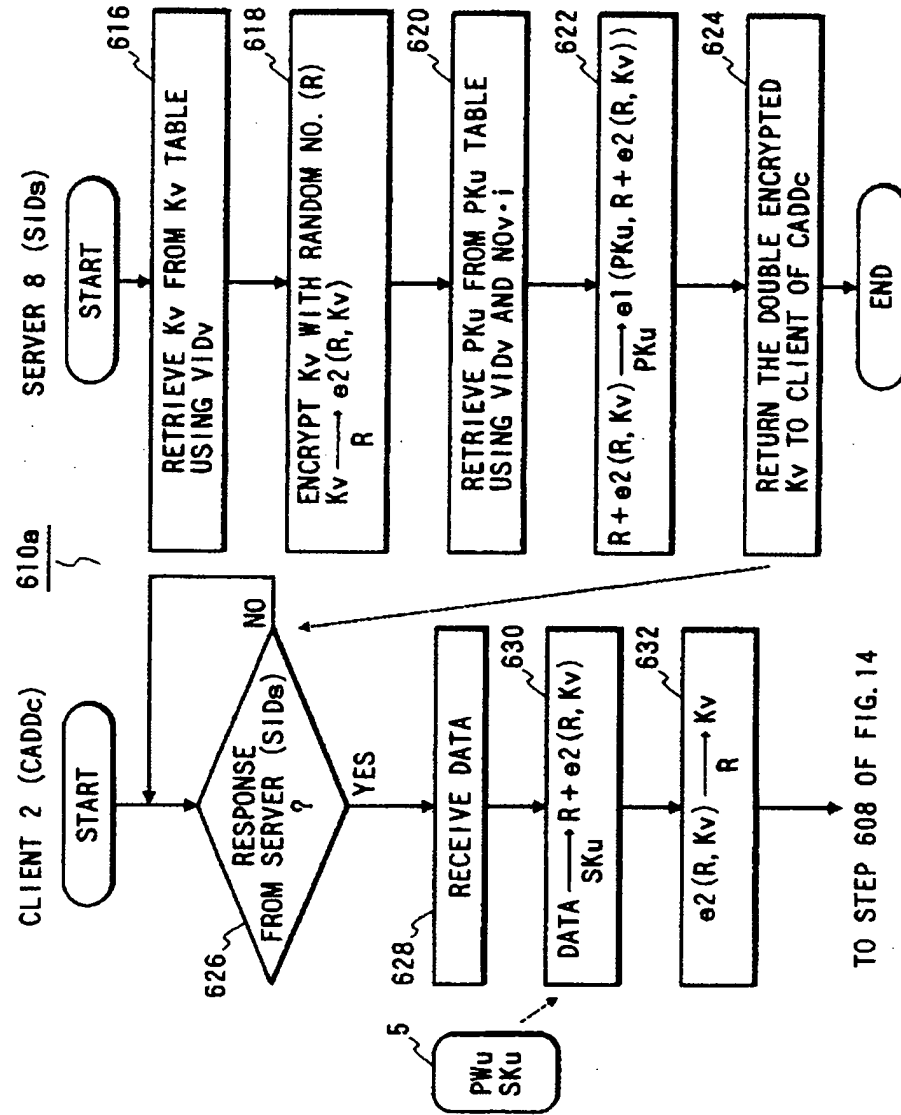 610a
CLIENT 2 (CADDc)
START
RESPONSE
FROM SERVER (SIDs)
?
NO
YES
626
RECEIVE DATA
628
DATA ⟶ R + e2(R, Kv)
SKu
630
5
PWu
SKu
e2(R, Kv) ⟶ Kv
R
632
TO STEP 608 OF FIG.14
SERVER 8 (SIDs)
START
616
RETRIEVE Kv FROM Kv TABLE
USING VIDv
618
ENCRYPT Kv WITH RANDOM NO. (R)
Kv ⟶ e2(R, Kv)
R
620
RETRIEVE PKu FROM PKu TABLE
USING VIDv AND NOv·i
622
R + e2(R, Kv) ⟶ e1(PKu, R + e2(R, Kv))
PKu
624
RETURN THE DOUBLE ENCRYPTED
Kv TO CLIENT OF CADDc
END